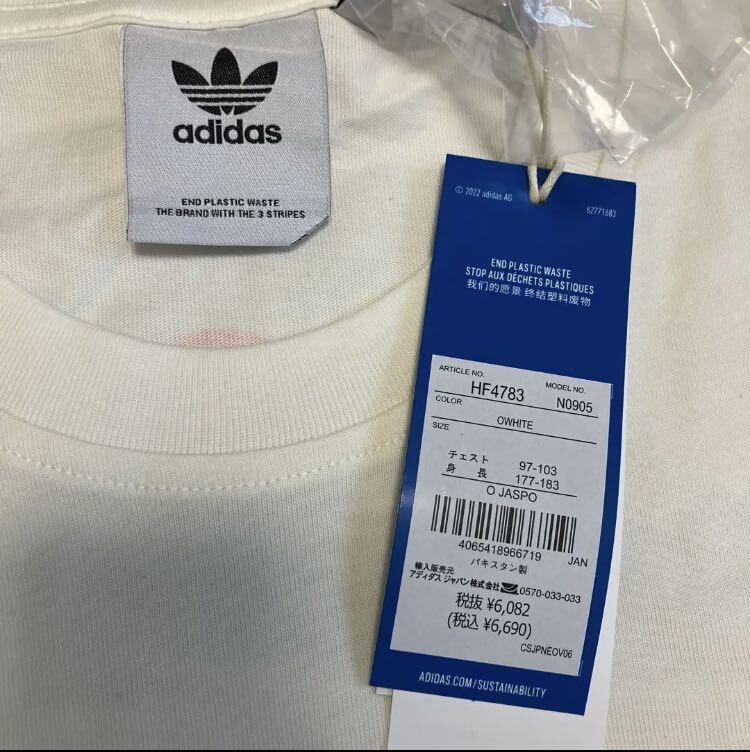 adidas
END PLASTIC WASTE
THE BRAND WITH THE 3 STRIPES
© 2022 adidas AG
62771683
END PLASTIC WASTE
STOP AUX DÉCHETS PLASTIQUES
我们的愿景 终结塑料废物
ARTICLE NO. HF4783 MODEL NO. N0905
COLOR
OWHITE
SIZE
チェスト 97-103
身 長 177-183
O JASPO
4065418966719 JAN
パキスタン製
輸入販売元
アディダス ジャパン株式会社 0570-033-033
税抜 ¥6,082
(税込 ¥6,690)
CSJPNEOV06
ADIDAS.COM/SUSTAINABILITY